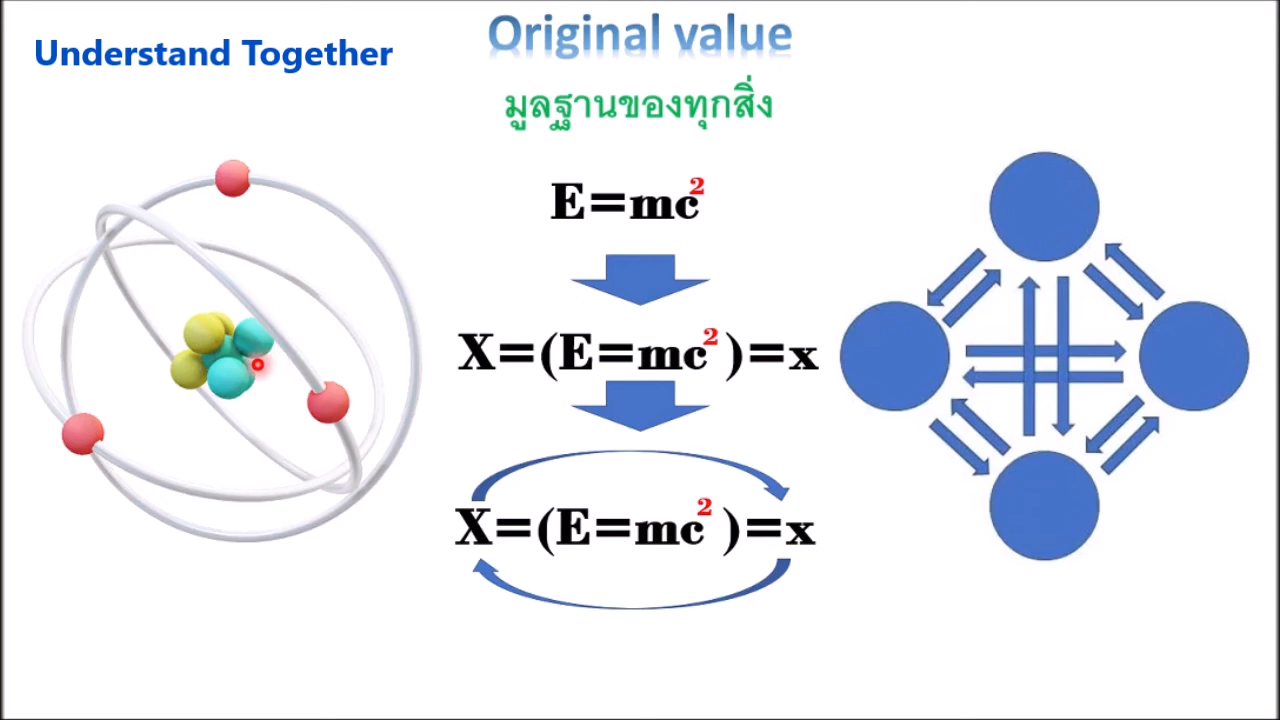 Original value
Understand Together
มูลฐานของทุกสิ่ง
E=mc²
X=(E=mc²)=x
X=(E=mc²)=x